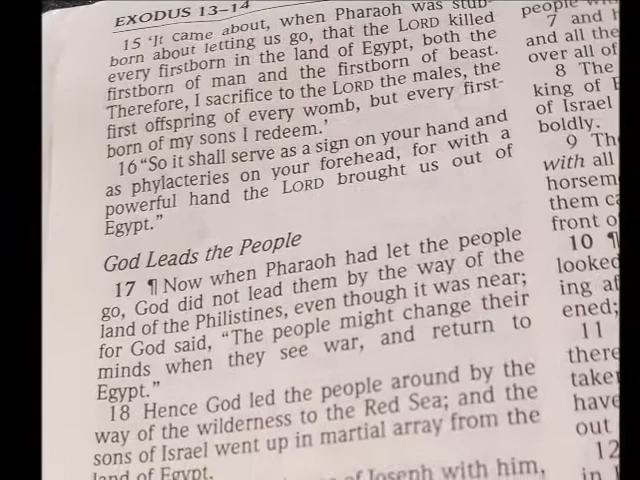 EXODUS 13–14
15 ‘It came about, when Pharaoh was stub-
born about letting us go, that the LORD killed
every firstborn in the land of Egypt, both the
firstborn of man and the firstborn of beast.
Therefore, I sacrifice to the LORD the males, the
first offspring of every womb, but every first-
born of my sons I redeem.’
16 “So it shall serve as a sign on your hand and
as phylacteries on your forehead, for with a
powerful hand the LORD brought us out of
Egypt.”
God Leads the People
17 ¶ Now when Pharaoh had let the people
go, God did not lead them by the way of the
land of the Philistines, even though it was near;
for God said, “The people might change their
minds when they see war, and return to
Egypt.”
18 Hence God led the people around by the
way of the wilderness to the Red Sea; and the
sons of Israel went up in martial array from the
land of Egypt.
of Joseph with him,
people
7 and
and all the
over all of
8 The
king of
of Israel
boldly.
9
with all
horsem
them
front
10 ¶
looked
ing
ened;
11
there
taken
have
out
12
in